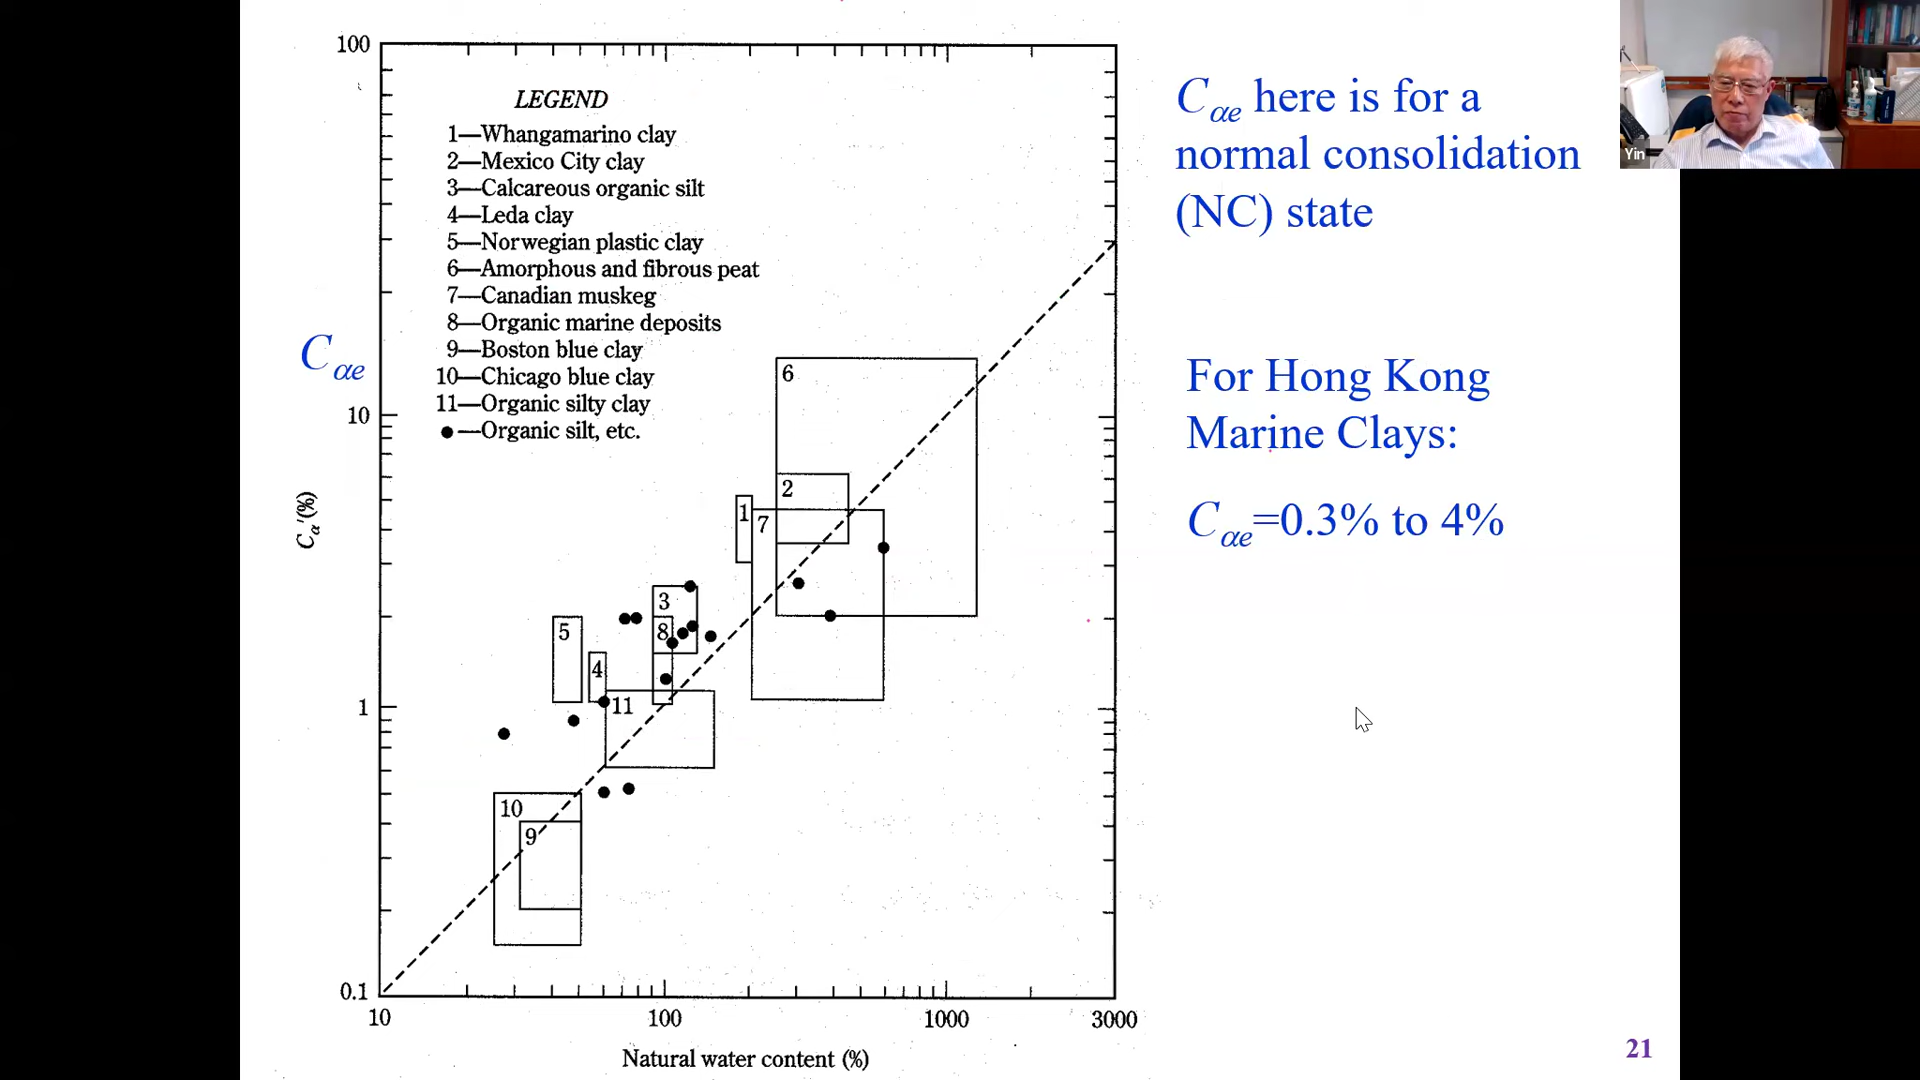 100
10
1
0.1
LEGEND
1—Whangamarino clay
2—Mexico City clay
3—Calcareous organic silt
4—Leda clay
5—Norwegian plastic clay
6—Amorphous and fibrous peat
7—Canadian muskeg
8—Organic marine deposits
9—Boston blue clay
10—Chicago blue clay
11—Organic silty clay
●—Organic silt, etc.
Cαe
Cα'(%)
6
2
1
7
3
8
5
4
11
10
9
10
100
1000
3000
Natural water content (%)
Cαe here is for a
normal consolidation
(NC) state
For Hong Kong
Marine Clays:
Cαe=0.3% to 4%
Yin
21